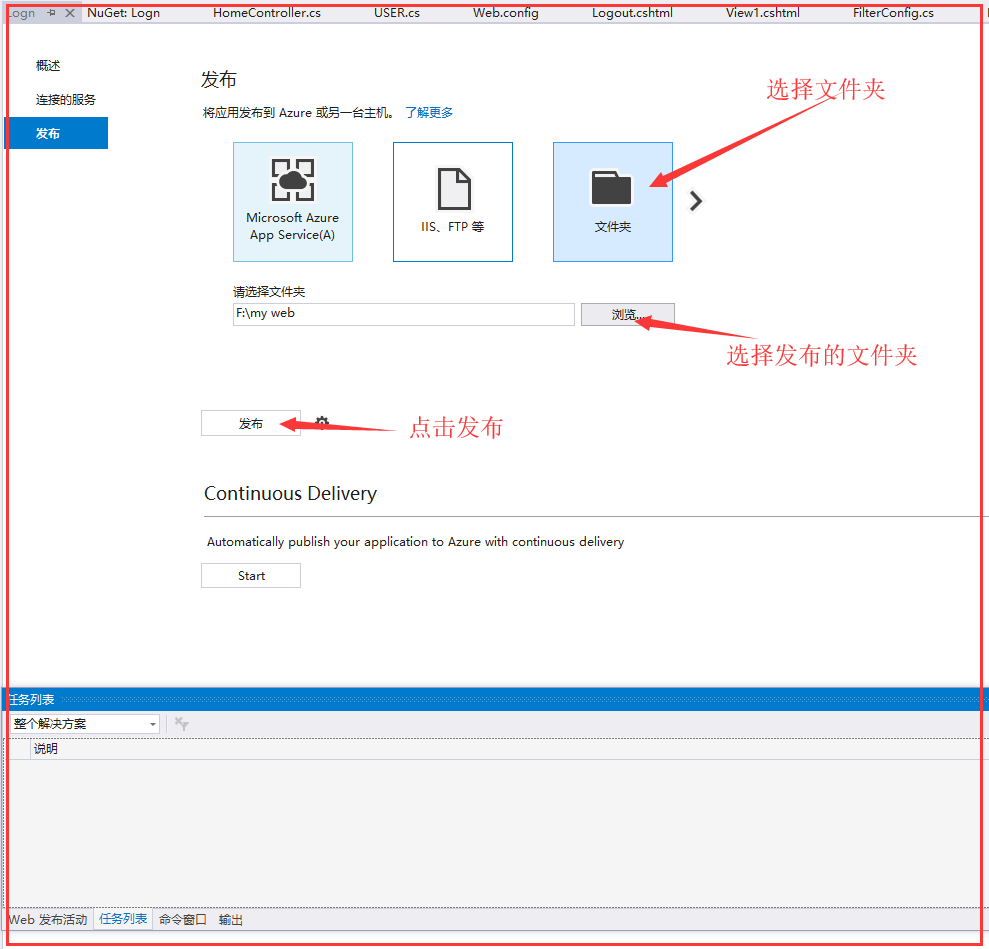 Logn NuGet: Logn HomeController.cs USER.cs Web.config Logout.cshtml View1.cshtml FilterConfig.cs
概述
连接的服务
发布
发布
将应用发布到 Azure 或另一台主机。 了解更多
选择文件夹
Microsoft Azure
App Service(A)
IIS、FTP 等
文件夹
请选择文件夹
F:\my web
浏览...
选择发布的文件夹
发布
点击发布
Continuous Delivery
Automatically publish your application to Azure with continuous delivery
Start
任务列表
整个解决方案
说明
Web 发布活动 任务列表 命令窗口 输出